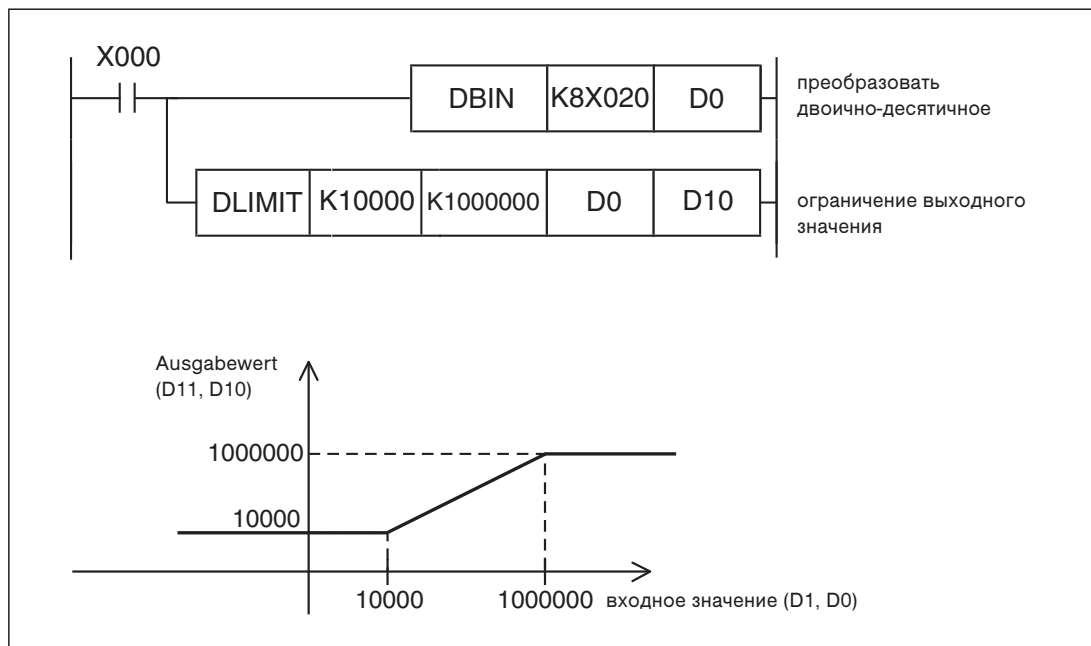 X000
DBIN K8X020 D0
преобразовать
двоично-десятичное
DLIMIT K10000 K1000000 D0 D10
ограничение выходного
значения
Ausgabewert
(D11, D10)
1000000
10000
10000 1000000 входное значение (D1, D0)